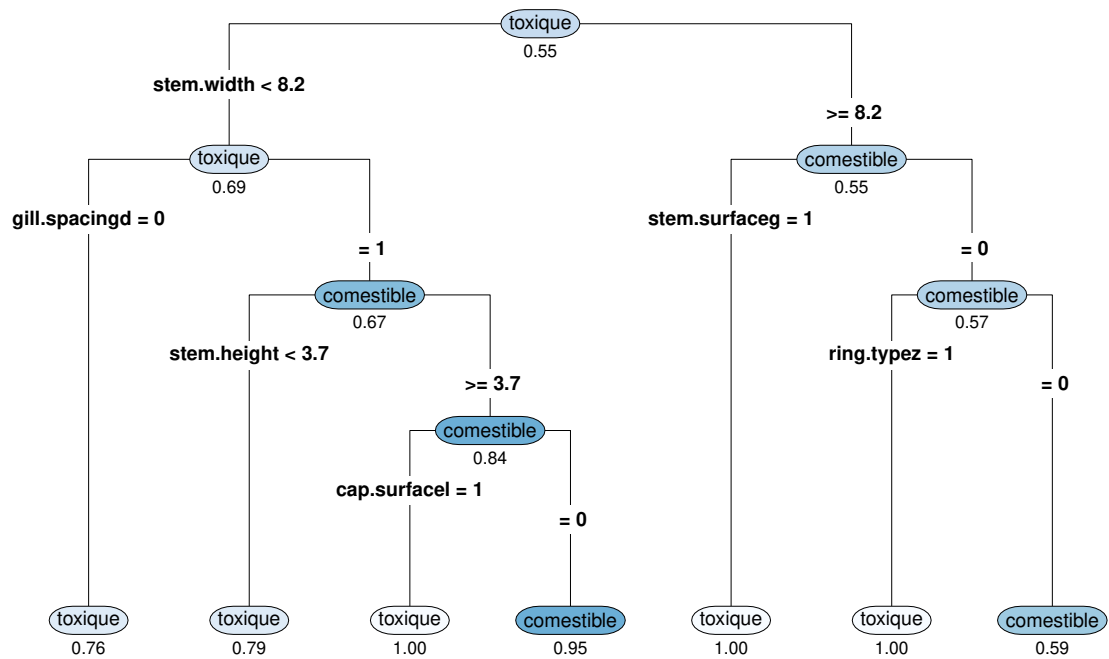 toxique
0.55
stem.width < 8.2
>= 8.2
toxique
0.69
comestible
0.55
gill.spacingd = 0
= 1
stem.surfaceg = 1
= 0
comestible
0.67
comestible
0.57
stem.height < 3.7
>= 3.7
ring.typez = 1
= 0
comestible
0.84
cap.surfacel = 1
= 0
toxique
0.76
toxique
0.79
toxique
1.00
comestible
0.95
toxique
1.00
toxique
1.00
comestible
0.59